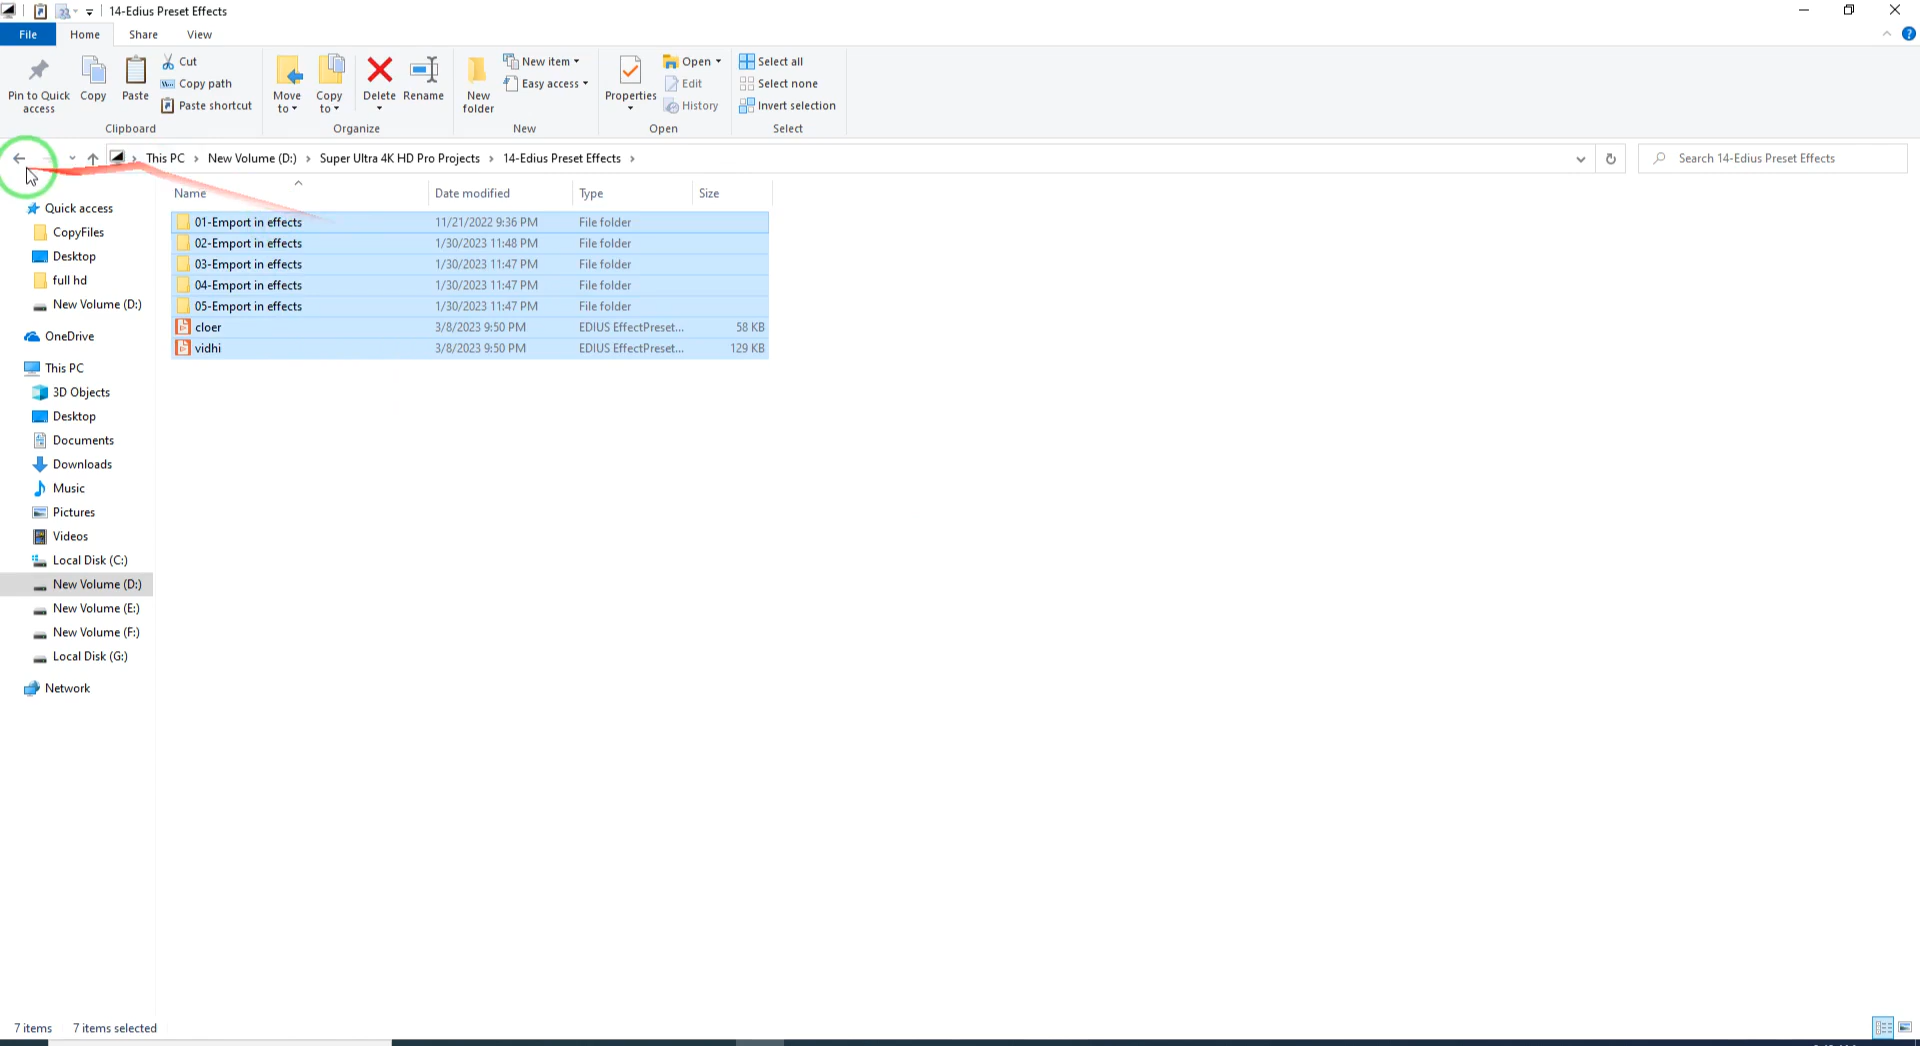 14-Edius Preset Effects
File Home Share View
Pin to Quick access
Copy
Paste
Cut
Copy path
Paste shortcut
Clipboard
Move to
Copy to
Delete
Rename
Organize
New folder
New item
Easy access
New
Properties
Open
Edit
History
Open
Select all
Select none
Invert selection
Select
This PC › New Volume (D:) › Super Ultra 4K HD Pro Projects › 14-Edius Preset Effects ›
Search 14-Edius Preset Effects
Name Date modified Type Size
01-Emport in effects 11/21/2022 9:36 PM File folder
02-Emport in effects 1/30/2023 11:48 PM File folder
03-Emport in effects 1/30/2023 11:47 PM File folder
04-Emport in effects 1/30/2023 11:47 PM File folder
05-Emport in effects 1/30/2023 11:47 PM File folder
cloer 3/8/2023 9:50 PM EDIUS EffectPreset... 58 KB
vidhi 3/8/2023 9:50 PM EDIUS EffectPreset... 129 KB
Quick access
CopyFiles
Desktop
full hd
New Volume (D:)
OneDrive
This PC
3D Objects
Desktop
Documents
Downloads
Music
Pictures
Videos
Local Disk (C:)
New Volume (D:)
New Volume (E:)
New Volume (F:)
Local Disk (G:)
Network
7 items 7 items selected